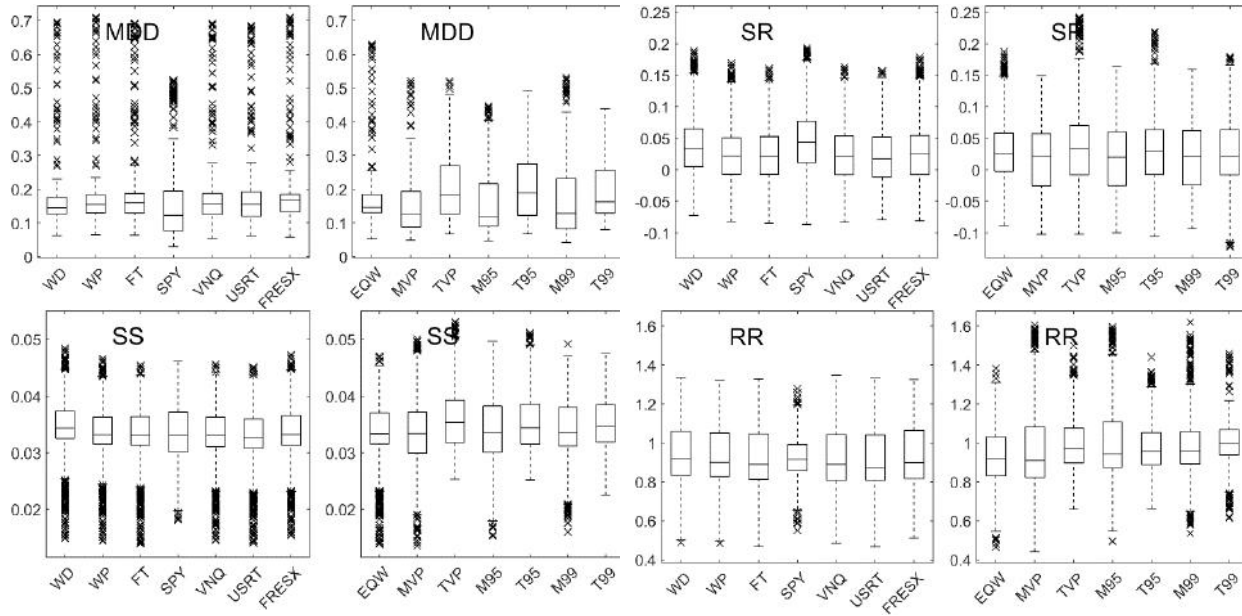 MDD MDD SR SR
0.7 0.7 0.25 0.25
0.6 0.6 0.2 0.2
0.5 0.5 0.15 0.15
0.4 0.4 0.1 0.1
0.3 0.3 0.05 0.05
0.2 0.2 0 0
0.1 0.1 -0.05 -0.05
0 0 -0.1 -0.1
WD WP FT SPY VNQ USRT FRESX EQW MVP TVP M95 T95 M99 T99 WD WP FT SPY VNQ USRT FRESX EQW MVP TVP M95 T95 M99 T99
SS SS RR RR
0.05 0.05 1.6 1.6
0.04 0.04 1.4 1.4
0.03 0.03 1.2 1.2
0.02 0.02 1 1
0.8 0.8
0.6 0.6
0.4 0.4
WD WP FT SPY VNQ USRT FRESX EQW MVP TVP M95 T95 M99 T99 WD WP FT SPY VNQ USRT FRESX EQW MVP TVP M95 T95 M99 T99